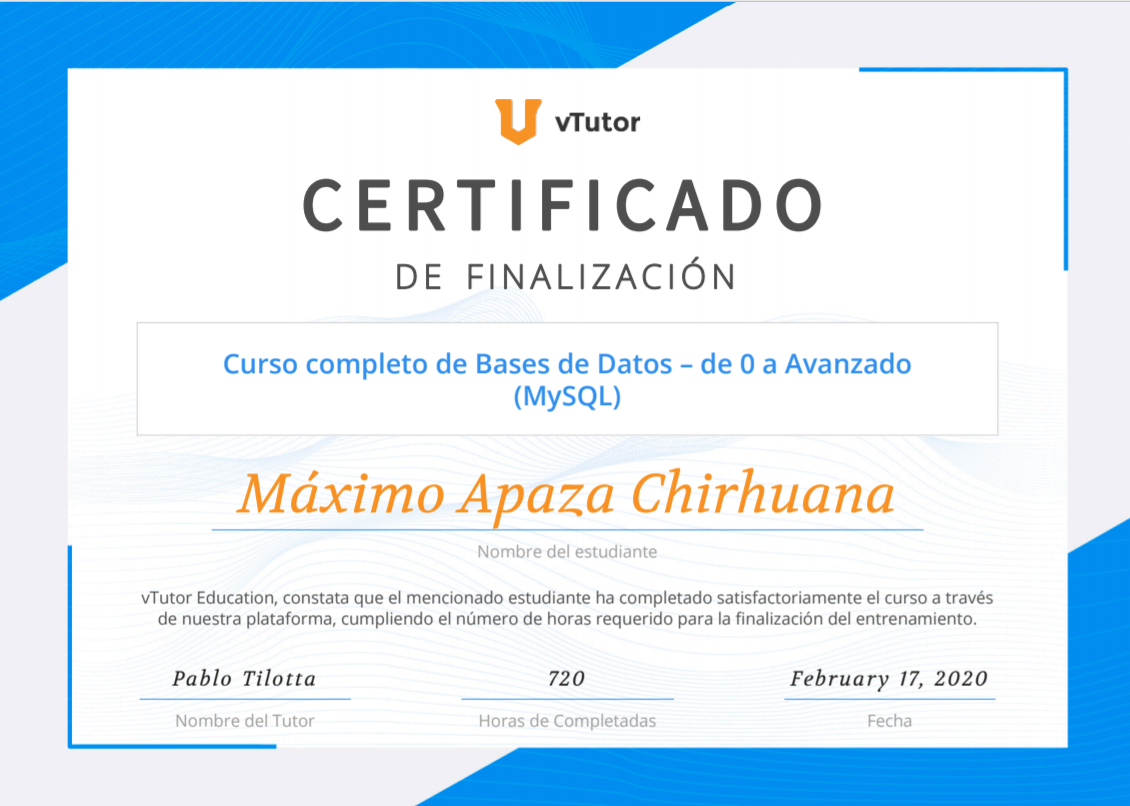 vTutor
CERTIFICADO
DE FINALIZACIÓN
Curso completo de Bases de Datos – de 0 a Avanzado
(MySQL)
Máximo Apaza Chirhuana
Nombre del estudiante
vTutor Education, constata que el mencionado estudiante ha completado satisfactoriamente el curso a través
de nuestra plataforma, cumpliendo el número de horas requerido para la finalización del entrenamiento.
Pablo Tilotta 720 February 17, 2020
Nombre del Tutor Horas de Completadas Fecha